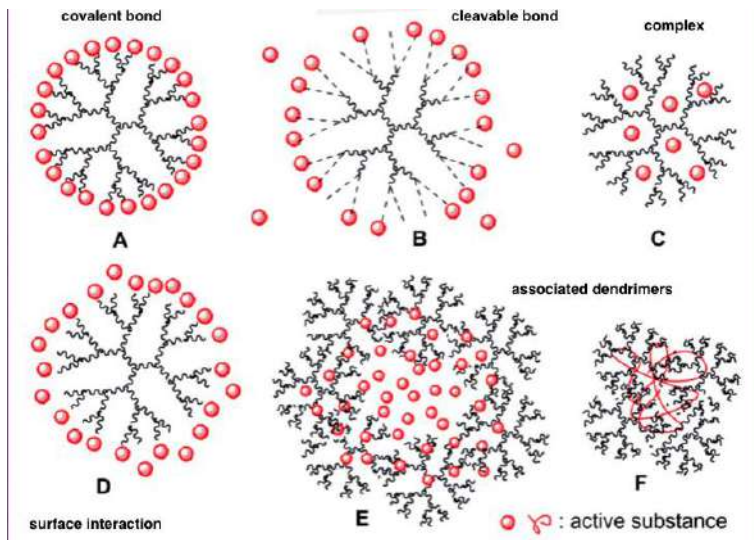 covalent bond
cleavable bond
complex
A
B
C
associated dendrimers
D
E
F
surface interaction
: active substance